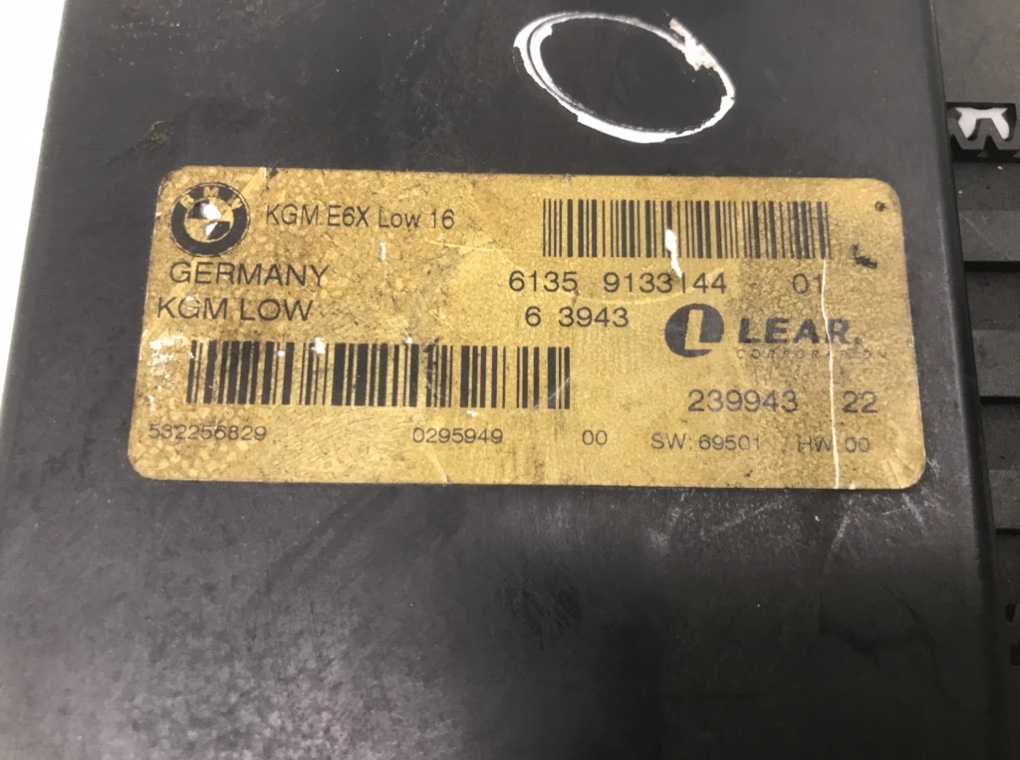 BMW
KGM E6X Low 16
GERMANY
KGM LOW
6135 9133144 01
6 3943
LEAR
CORPORATION
239943 22
532256829 0295949 00 SW: 69501 / HW: 00